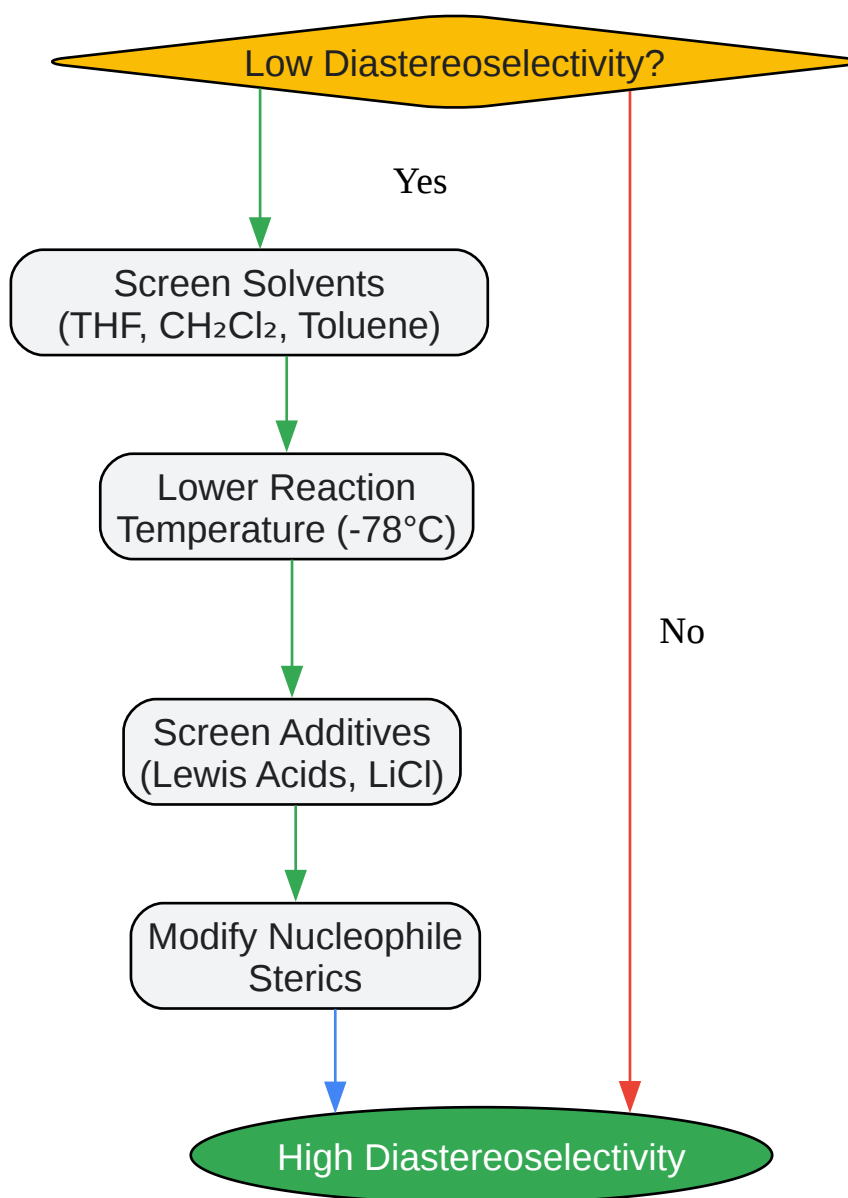 Low Diastereoselectivity?
Yes
Screen Solvents
(THF, CH₂Cl₂, Toluene)
Lower Reaction
Temperature (-78°C)
No
Screen Additives
(Lewis Acids, LiCl)
Modify Nucleophile
Sterics
High Diastereoselectivity